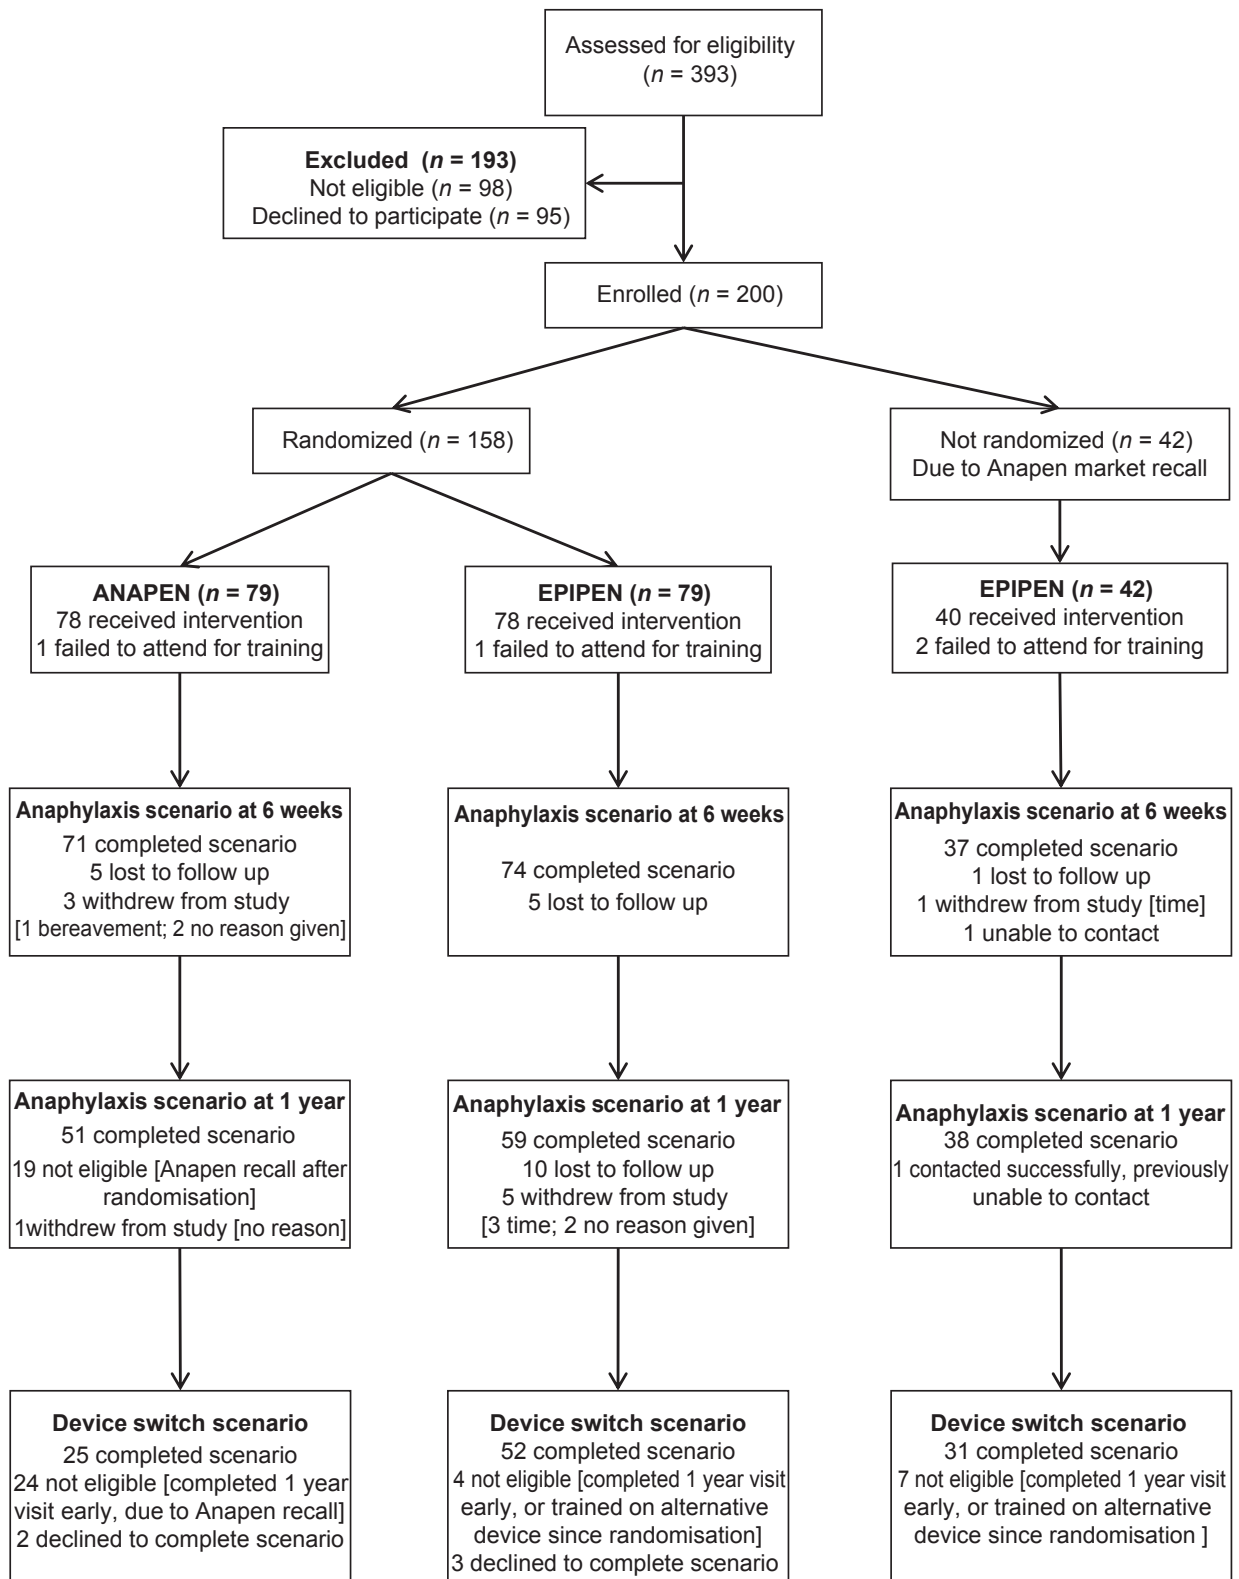 Assessed for eligibility
(n = 393)
Excluded (n = 193)
Not eligible (n = 98)
Declined to participate (n = 95)
Enrolled (n = 200)
Randomized (n = 158)
Not randomized (n = 42)
Due to Anapen market recall
ANAPEN (n = 79)
78 received intervention
1 failed to attend for training
EPIPEN (n = 79)
78 received intervention
1 failed to attend for training
EPIPEN (n = 42)
40 received intervention
2 failed to attend for training
Anaphylaxis scenario at 6 weeks
71 completed scenario
5 lost to follow up
3 withdrew from study
[1 bereavement; 2 no reason given]
Anaphylaxis scenario at 6 weeks
74 completed scenario
5 lost to follow up
Anaphylaxis scenario at 6 weeks
37 completed scenario
1 lost to follow up
1 withdrew from study [time]
1 unable to contact
Anaphylaxis scenario at 1 year
51 completed scenario
19 not eligible [Anapen recall after
randomisation]
1withdrew from study [no reason]
Anaphylaxis scenario at 1 year
59 completed scenario
10 lost to follow up
5 withdrew from study
[3 time; 2 no reason given]
Anaphylaxis scenario at 1 year
38 completed scenario
1 contacted successfully, previously
unable to contact
Device switch scenario
25 completed scenario
24 not eligible [completed 1 year
visit early, due to Anapen recall]
2 declined to complete scenario
Device switch scenario
52 completed scenario
4 not eligible [completed 1 year visit
early, or trained on alternative
device since randomisation]
3 declined to complete scenario
Device switch scenario
31 completed scenario
7 not eligible [completed 1 year visit
early, or trained on alternative
device since randomisation ]